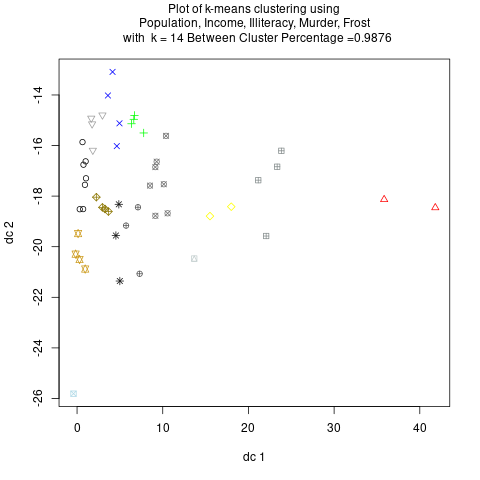 Plot of k-means clustering using
Population, Income, Illiteracy, Murder, Frost
with k = 14 Between Cluster Percentage =0.9876
-14
-16
-18
-20
-22
-24
-26
dc 2
0 10 20 30 40
dc 1